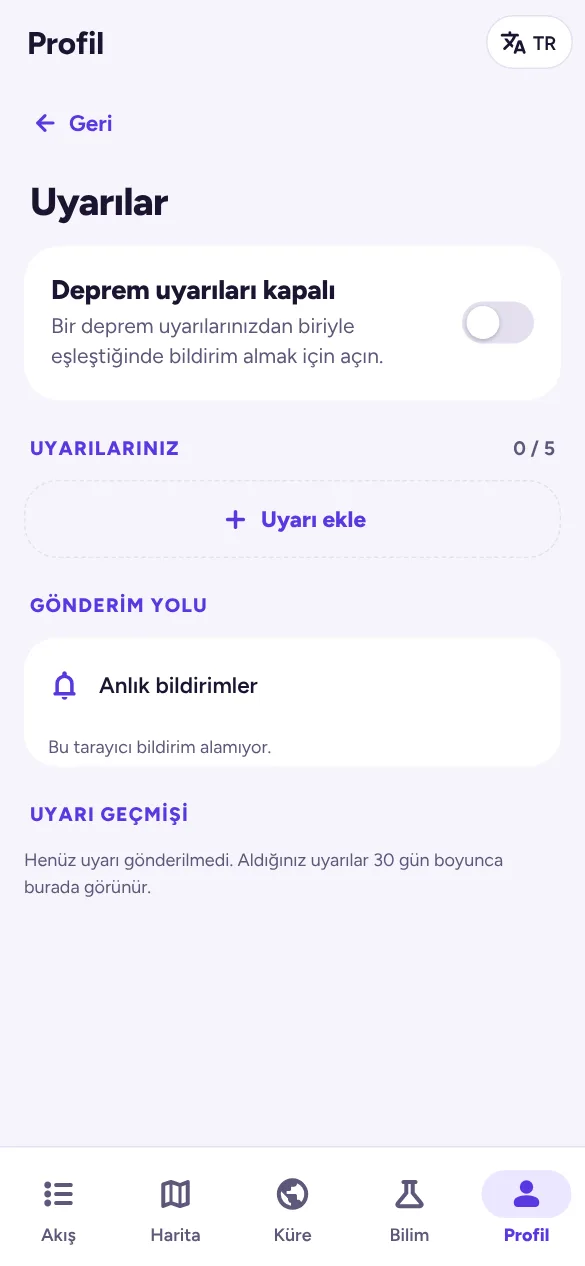 Profil
TR
Geri
Uyarılar
Deprem uyarıları kapalı
Bir deprem uyarılarınızdan biriyle
eşleştiğinde bildirim almak için açın.
UYARILARINIZ
0 / 5
+ Uyarı ekle
GÖNDERİM YOLU
Anlık bildirimler
Bu tarayıcı bildirim alamıyor.
UYARI GEÇMİŞİ
Henüz uyarı gönderilmedi. Aldığınız uyarılar 30 gün boyunca
burada görünür.
Akış
Harita
Küre
Bilim
Profil